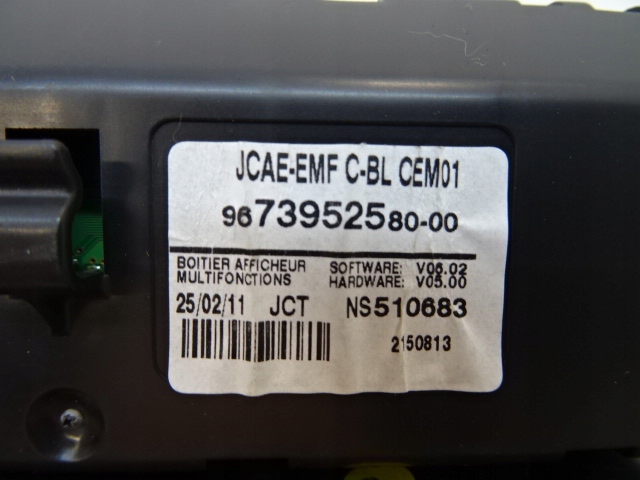 JCAE-EMF C-BL CEM01
9673952580-00
BOITIER AFFICHEUR SOFTWARE: V06.02
MULTIFONCTIONS HARDWARE: V05.00
25/02/11 JCT NS510683
2150813